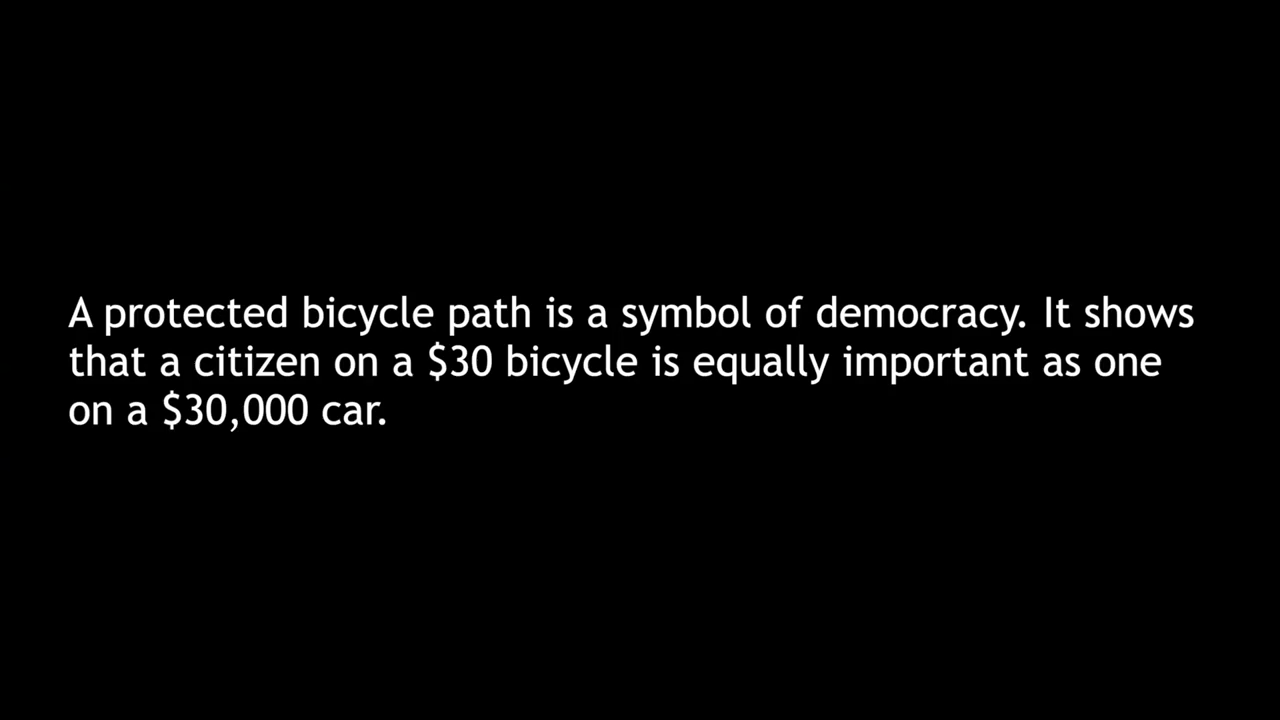 A protected bicycle path is a symbol of democracy. It shows
that a citizen on a $30 bicycle is equally important as one
on a $30,000 car.